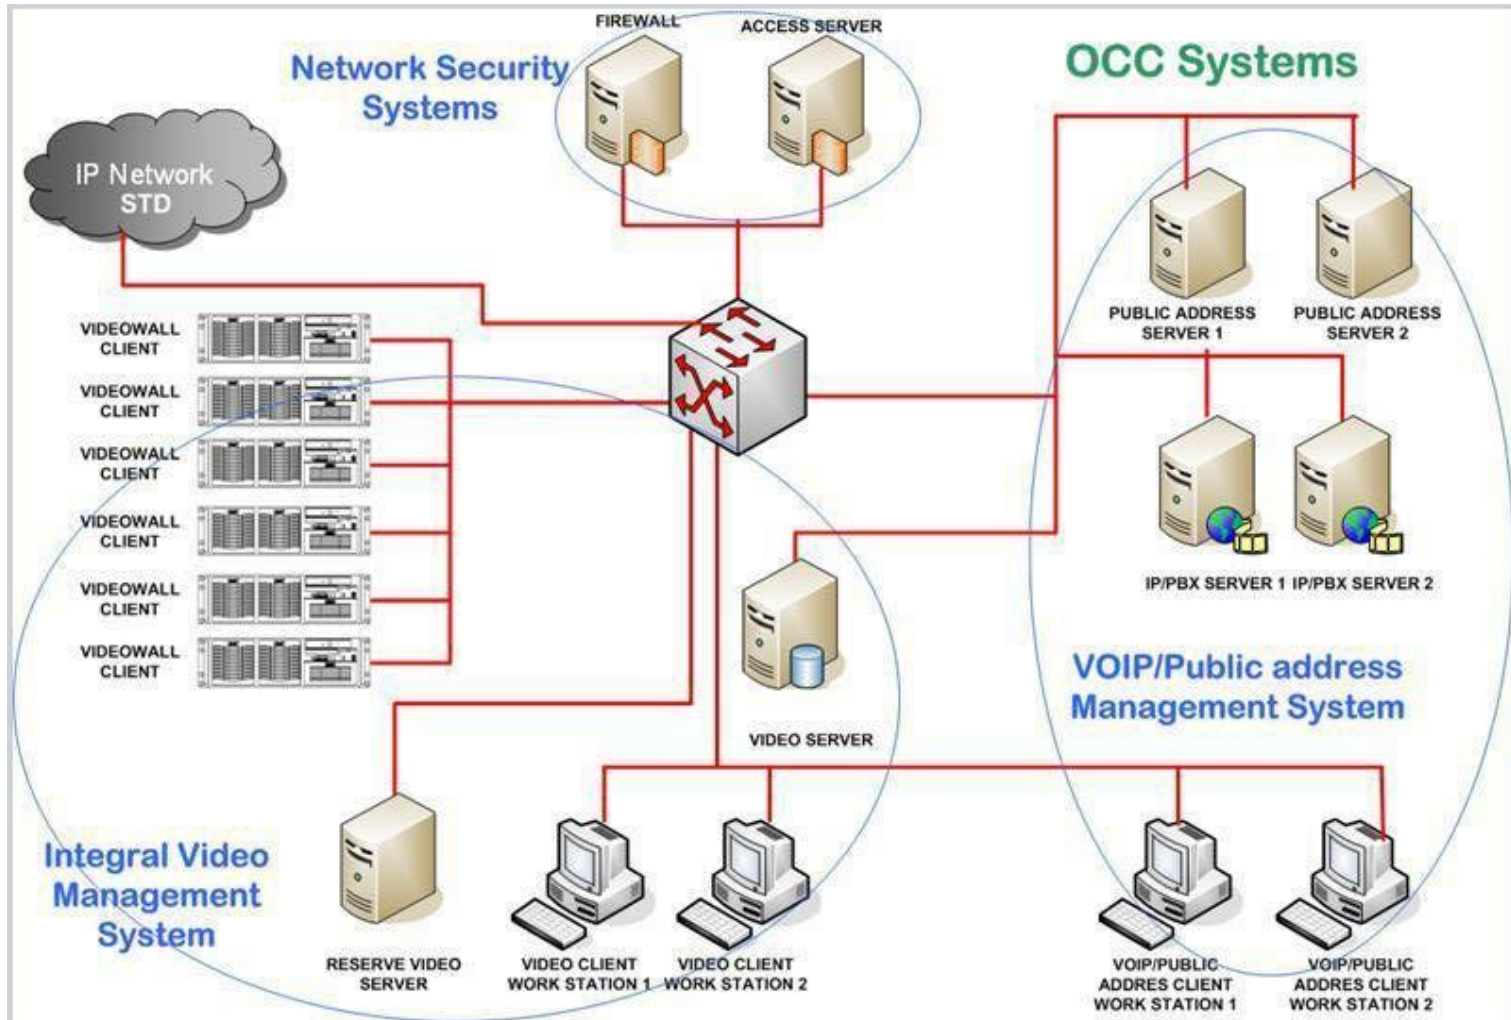 FIREWALL
ACCESS SERVER
Network Security
Systems
OCC Systems
IP Network
STD
VIDEOWALL
CLIENT
VIDEOWALL
CLIENT
VIDEOWALL
CLIENT
VIDEOWALL
CLIENT
VIDEOWALL
CLIENT
VIDEOWALL
CLIENT
PUBLIC ADDRESS
SERVER 1
PUBLIC ADDRESS
SERVER 2
IP/PBX SERVER 1
IP/PBX SERVER 2
VOIP/Public address
Management System
VIDEO SERVER
Integral Video
Management
System
RESERVE VIDEO
SERVER
VIDEO CLIENT
WORK STATION 1
VIDEO CLIENT
WORK STATION 2
VOIP/PUBLIC
ADDRES CLIENT
WORK STATION 1
VOIP/PUBLIC
ADDRES CLIENT
WORK STATION 2